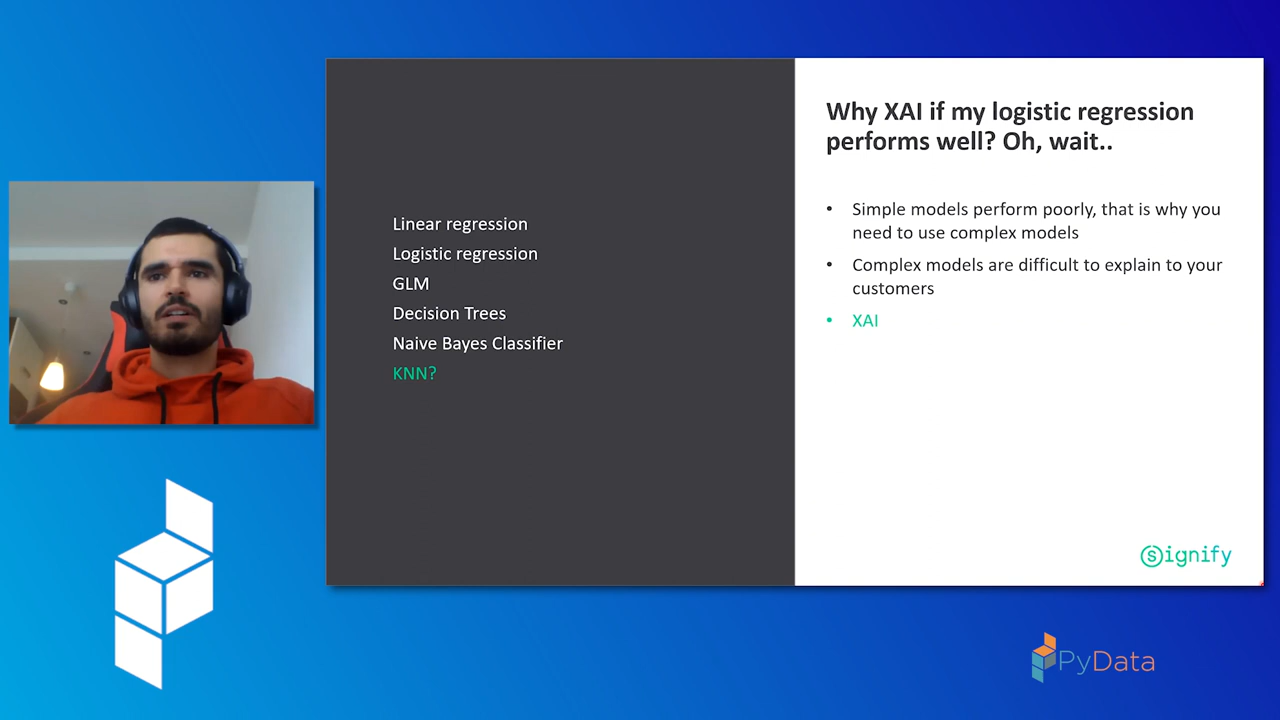 Linear regression
Logistic regression
GLM
Decision Trees
Naive Bayes Classifier
KNN?
Why XAI if my logistic regression
performs well? Oh, wait..
• Simple models perform poorly, that is why you
need to use complex models
• Complex models are difficult to explain to your
customers
• XAI
Signify
PyData